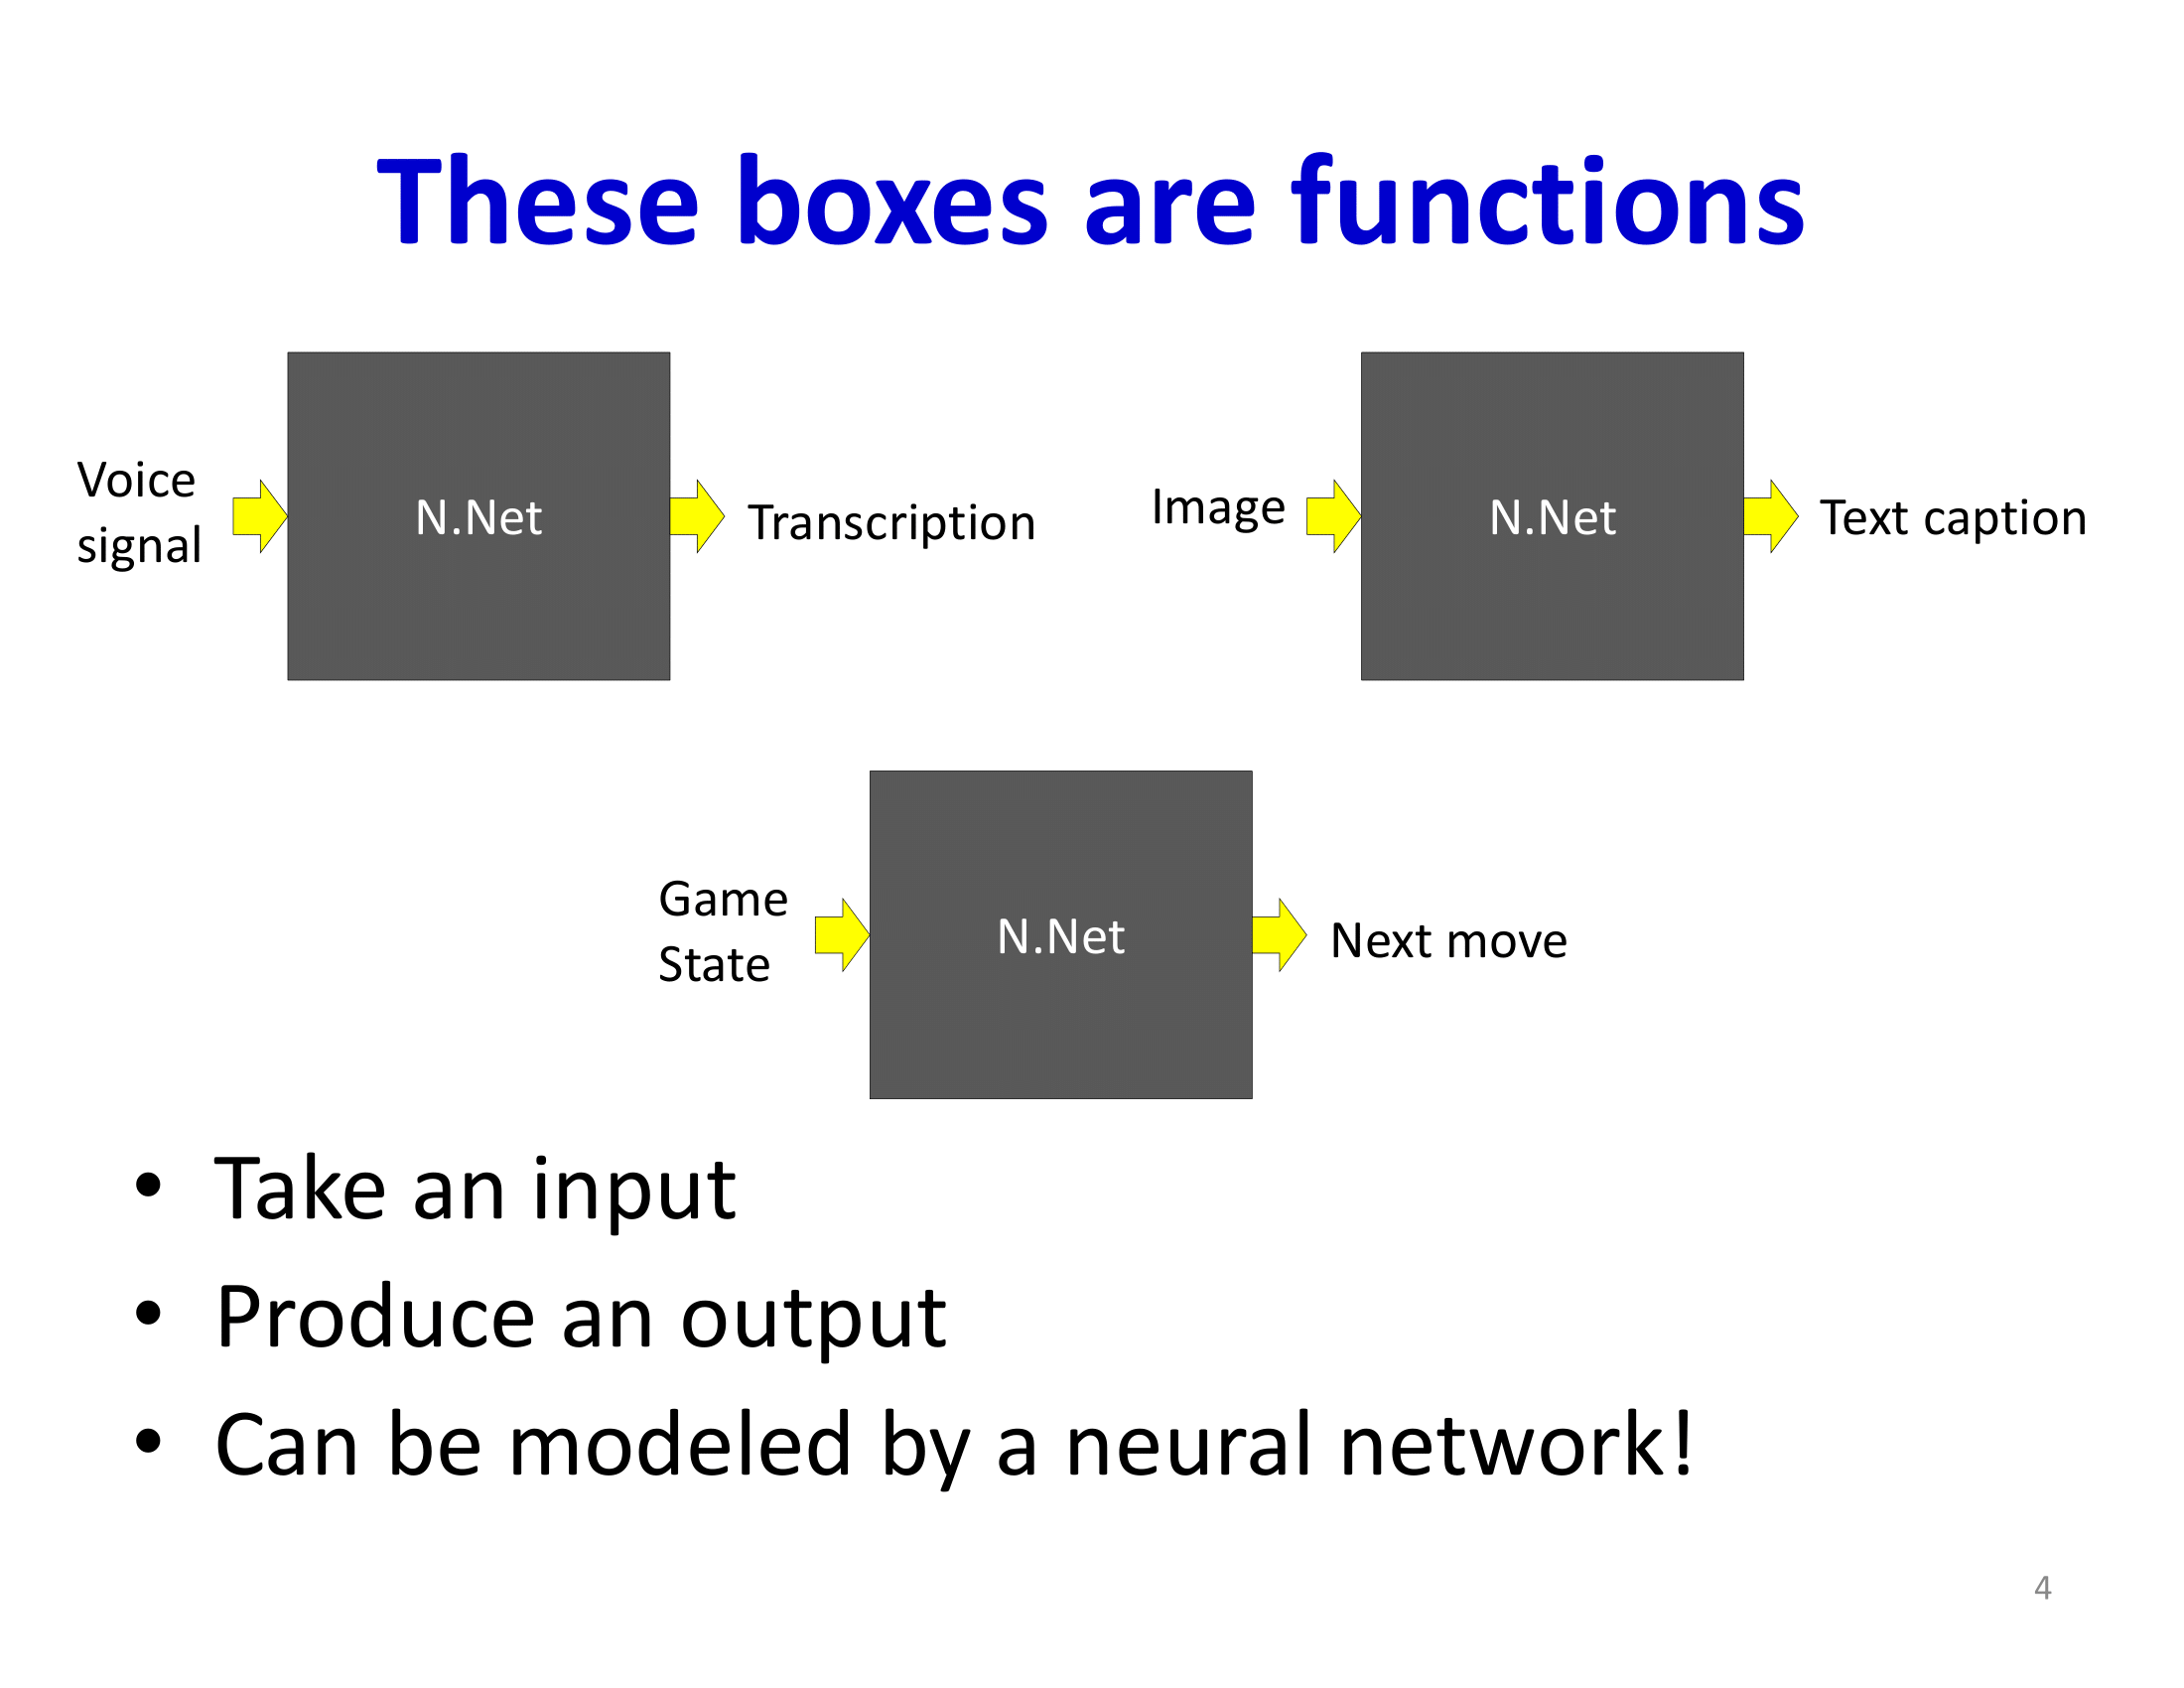 These boxes are functions
Voice
signal
N.Net
Transcription
Image
N.Net
Text caption
Game
State
N.Net
Next move
• Take an input
• Produce an output
• Can be modeled by a neural network!
4